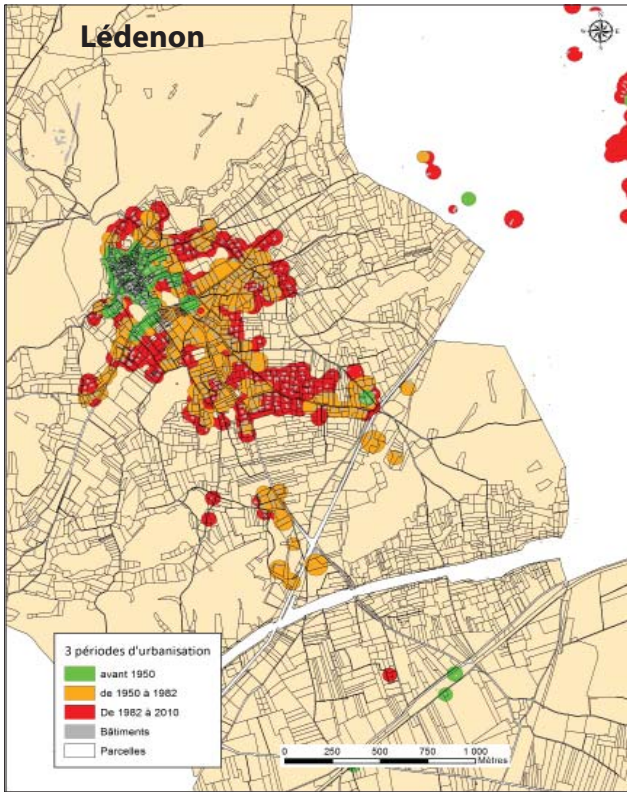 Lédenon
3 périodes d'urbanisation
avant 1950
de 1950 à 1982
De 1982 à 2010
Bâtiments
Parcelles
0 250 500 750 1 000
Mètres